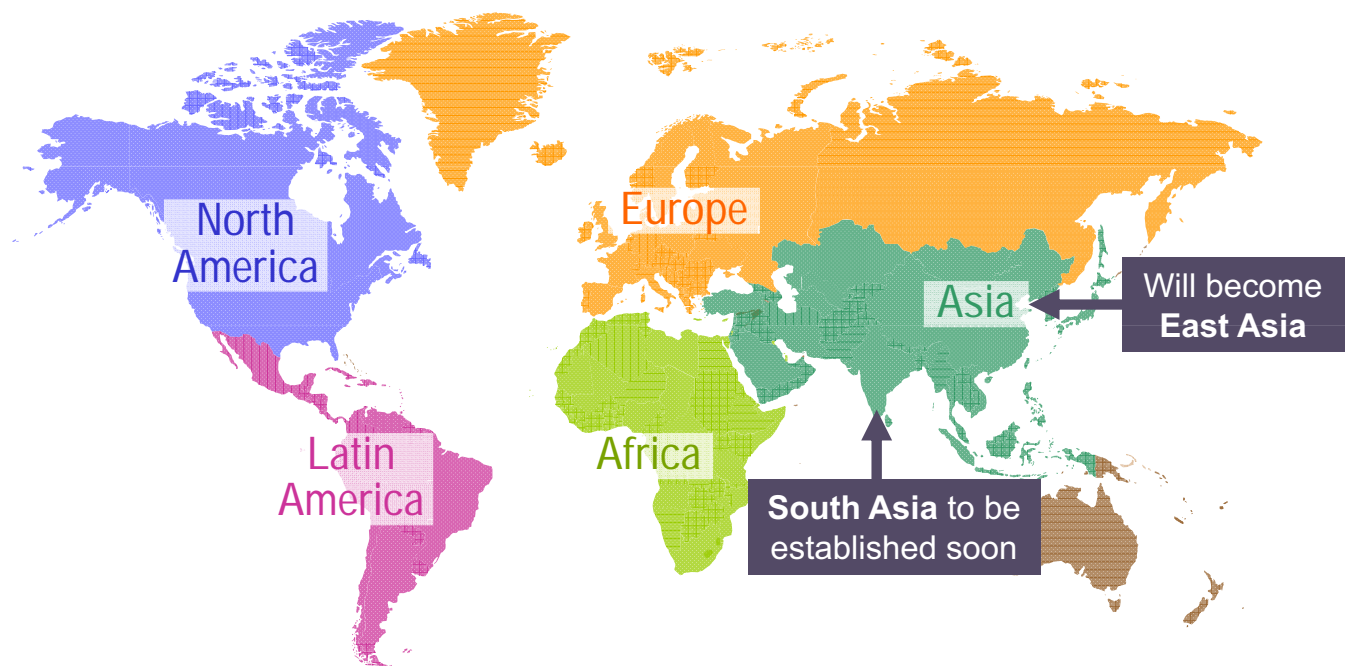 North
America
Europe
Asia
Will become
East Asia
Latin
America
Africa
South Asia to be
established soon